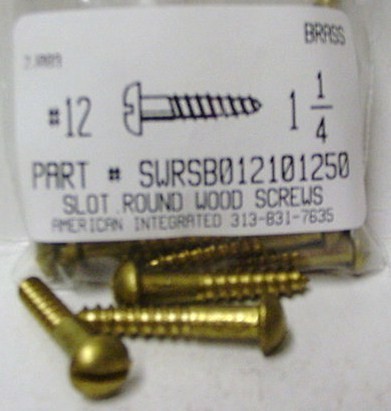 BRASS
#12 1 1/4
PART # SWRSB012101250
SLOT ROUND WOOD SCREWS
AMERICAN INTEGRATED 313-831-7635